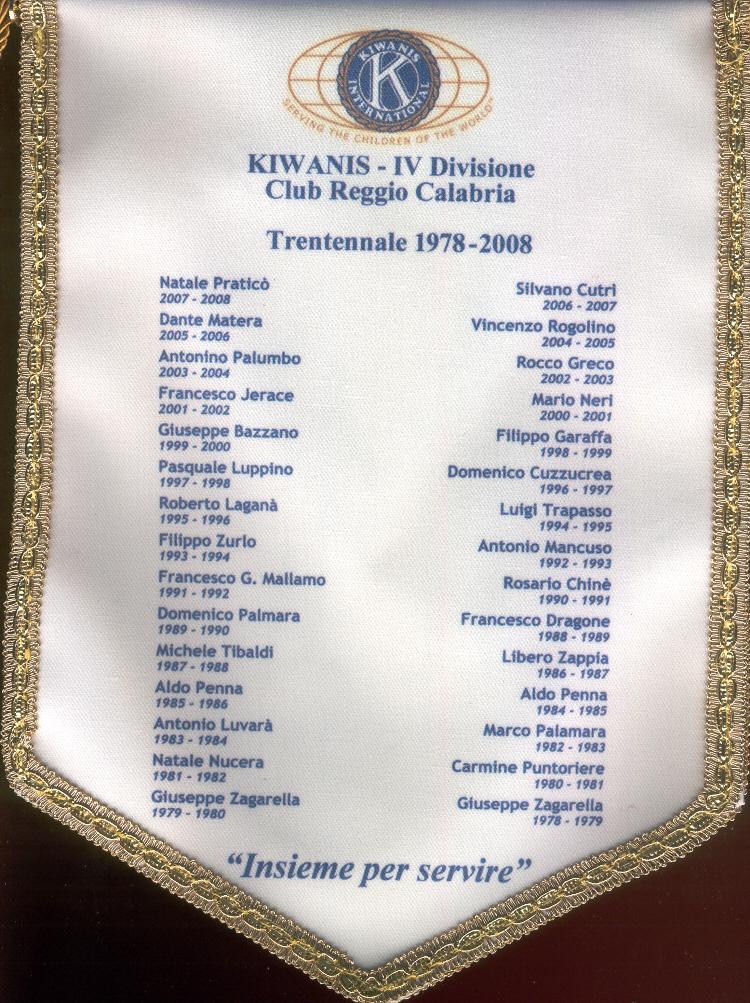 KIWANIS
INTERNATIONAL
K
SERVING THE CHILDREN OF THE WORLD
KIWANIS - IV Divisione
Club Reggio Calabria
Trentennale 1978-2008
Natale Praticò
2007 - 2008
Silvano Cutrì
2006 - 2007
Dante Matera
2005 - 2006
Vincenzo Rogolino
2004 - 2005
Antonino Palumbo
2003 - 2004
Rocco Greco
2002 - 2003
Francesco Jerace
2001 - 2002
Mario Neri
2000 - 2001
Giuseppe Bazzano
1999 - 2000
Filippo Garaffa
1998 - 1999
Pasquale Luppino
1997 - 1998
Domenico Cuzzucrea
1996 - 1997
Roberto Laganà
1995 - 1996
Luigi Trapasso
1994 - 1995
Filippo Zurlo
1993 - 1994
Antonio Mancuso
1992 - 1993
Francesco G. Mallamo
1991 - 1992
Rosario Chinè
1990 - 1991
Domenico Palmara
1989 - 1990
Francesco Dragone
1988 - 1989
Michele Tibaldi
1987 - 1988
Libero Zappia
1986 - 1987
Aldo Penna
1985 - 1986
Aldo Penna
1984 - 1985
Antonio Luvarà
1983 - 1984
Marco Palamara
1982 - 1983
Natale Nucera
1981 - 1982
Carmine Puntoriere
1980 - 1981
Giuseppe Zagarella
1979 - 1980
Giuseppe Zagarella
1978 - 1979
“Insieme per servire”